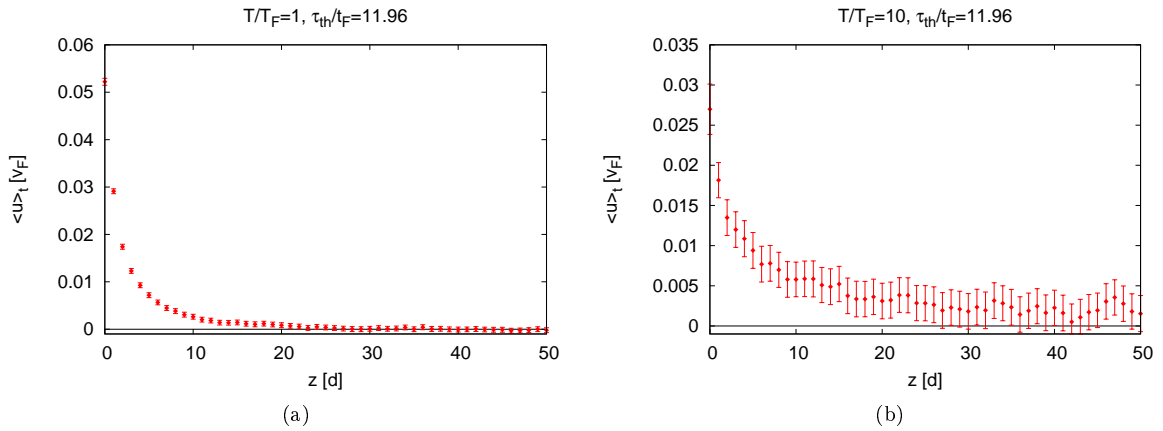 T/T_F=1, τ_th/t_F=11.96
<u>_t [v_F]
0.06
0.05
0.04
0.03
0.02
0.01
0
0 10 20 30 40 50
z [d]
(a)
T/T_F=10, τ_th/t_F=11.96
<u>_t [v_F]
0.035
0.03
0.025
0.02
0.015
0.01
0.005
0
0 10 20 30 40 50
z [d]
(b)